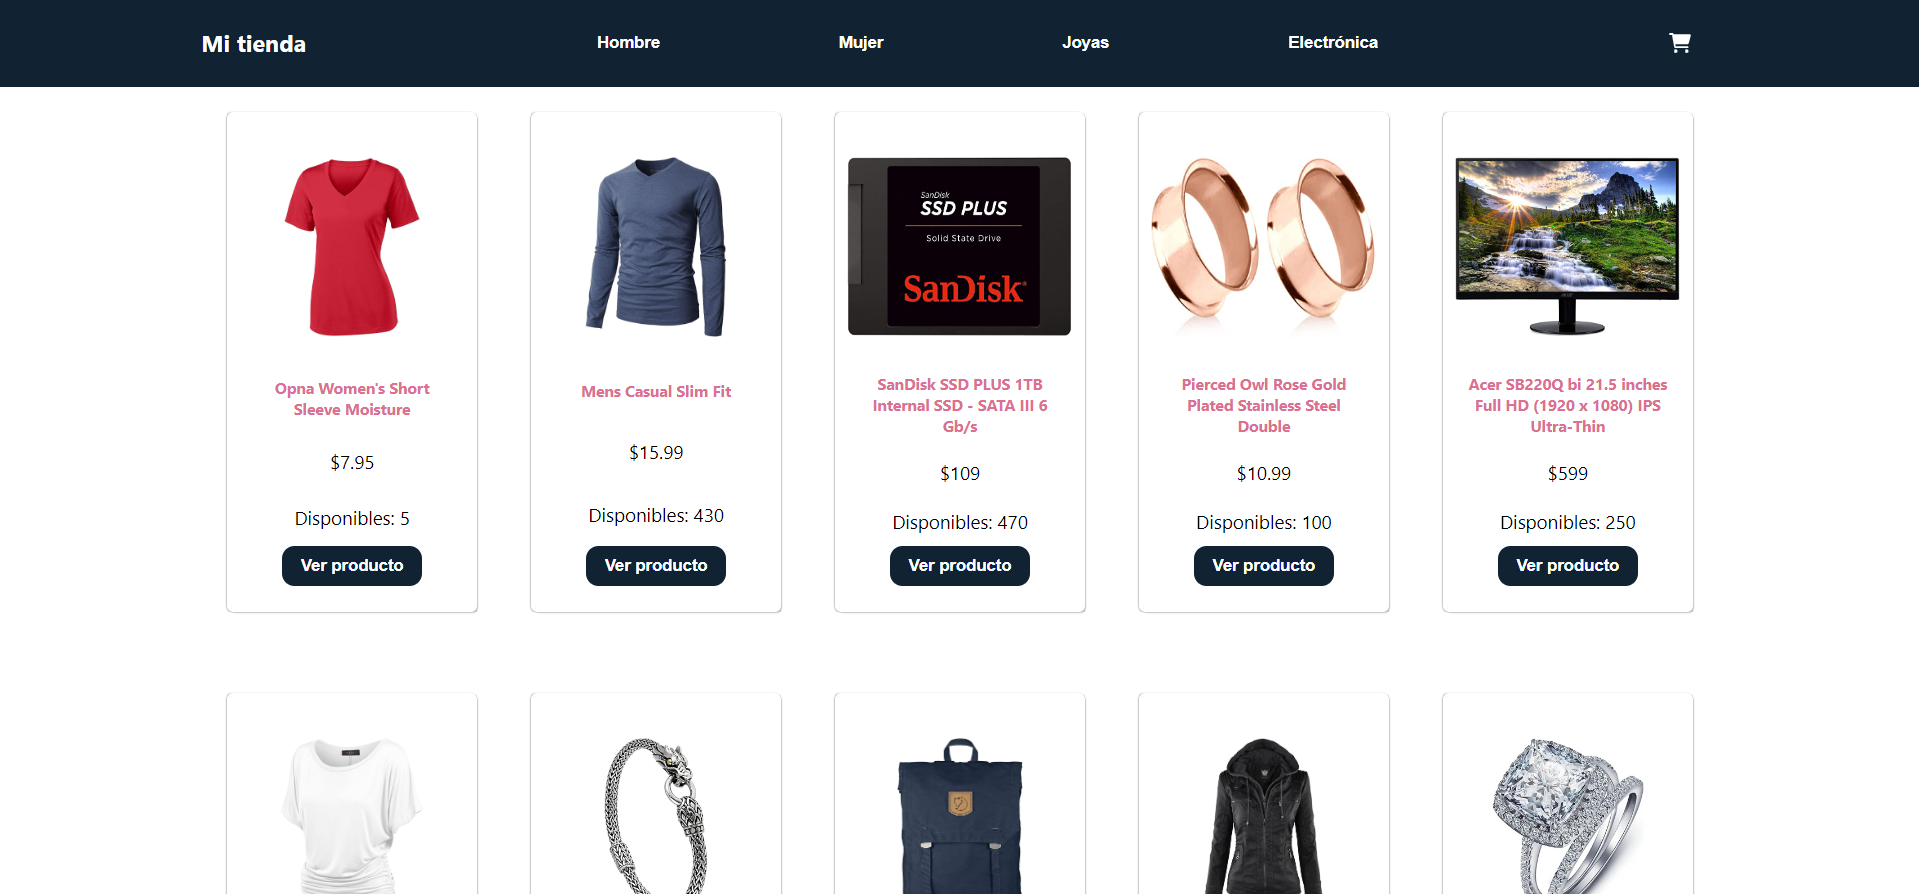 Mi tienda
Hombre
Mujer
Joyas
Electrónica
SanDisk
SSD PLUS
Solid State Drive
SanDisk
Opna Women's Short
Sleeve Moisture
$7.95
Disponibles: 5
Ver producto
Mens Casual Slim Fit
$15.99
Disponibles: 430
Ver producto
SanDisk SSD PLUS 1TB
Internal SSD - SATA III 6
Gb/s
$109
Disponibles: 470
Ver producto
Pierced Owl Rose Gold
Plated Stainless Steel
Double
$10.99
Disponibles: 100
Ver producto
Acer SB220Q bi 21.5 inches
Full HD (1920 x 1080) IPS
Ultra-Thin
$599
Disponibles: 250
Ver producto